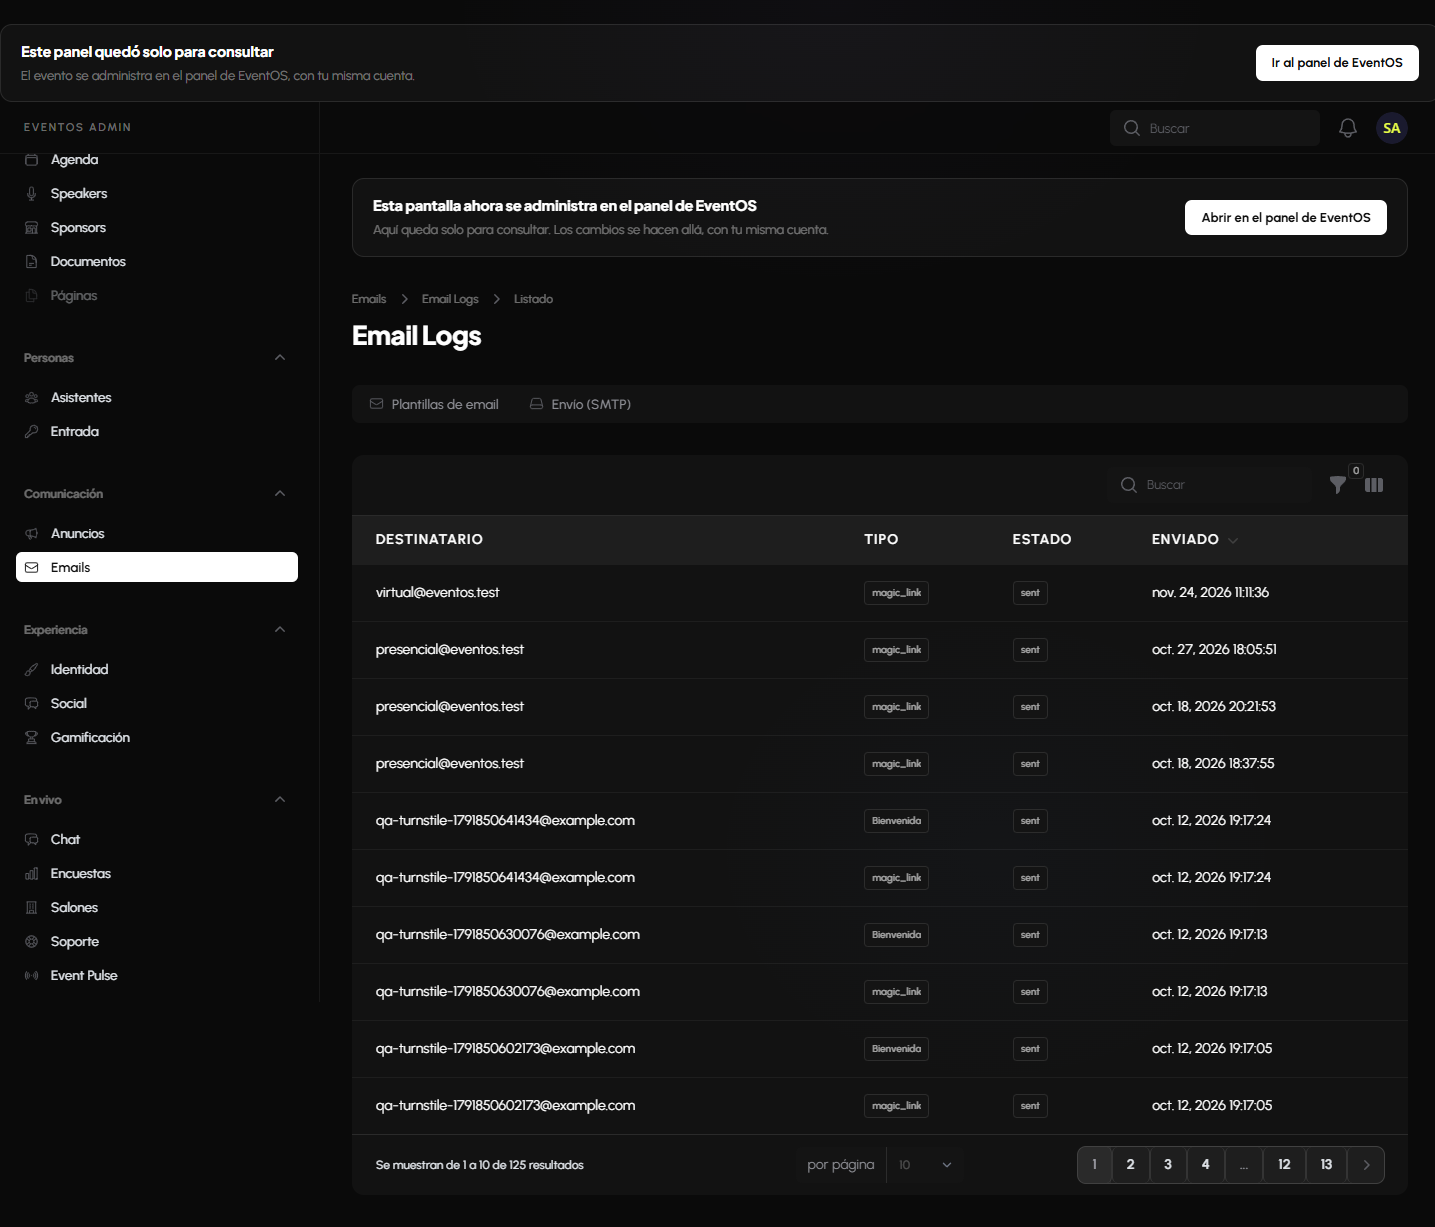 Este panel quedó solo para consultar
El evento se administra en el panel de EventOS, con tu misma cuenta.
Ir al panel de EventOS
EVENTOS ADMIN
Buscar
SA
Agenda
Speakers
Sponsors
Documentos
Páginas
Personas
Asistentes
Entrada
Comunicación
Anuncios
Emails
Experiencia
Identidad
Social
Gamificación
En vivo
Chat
Encuestas
Salones
Soporte
Event Pulse
Esta pantalla ahora se administra en el panel de EventOS
Aquí queda solo para consultar. Los cambios se hacen allá, con tu misma cuenta.
Abrir en el panel de EventOS
Emails Email Logs Listado
Email Logs
Plantillas de email Envío (SMTP)
Buscar 0
DESTINATARIO TIPO ESTADO ENVIADO
virtual@eventos.test magic_link sent nov. 24, 2026 11:11:36
presencial@eventos.test magic_link sent oct. 27, 2026 18:05:51
presencial@eventos.test magic_link sent oct. 18, 2026 20:21:53
presencial@eventos.test magic_link sent oct. 18, 2026 18:37:55
qa-turnstile-1791850641434@example.com Bienvenida sent oct. 12, 2026 19:17:24
qa-turnstile-1791850641434@example.com magic_link sent oct. 12, 2026 19:17:24
qa-turnstile-1791850630076@example.com Bienvenida sent oct. 12, 2026 19:17:13
qa-turnstile-1791850630076@example.com magic_link sent oct. 12, 2026 19:17:13
qa-turnstile-1791850602173@example.com Bienvenida sent oct. 12, 2026 19:17:05
qa-turnstile-1791850602173@example.com magic_link sent oct. 12, 2026 19:17:05
Se muestran de 1 a 10 de 125 resultados por página 10 1 2 3 4 ... 12 13